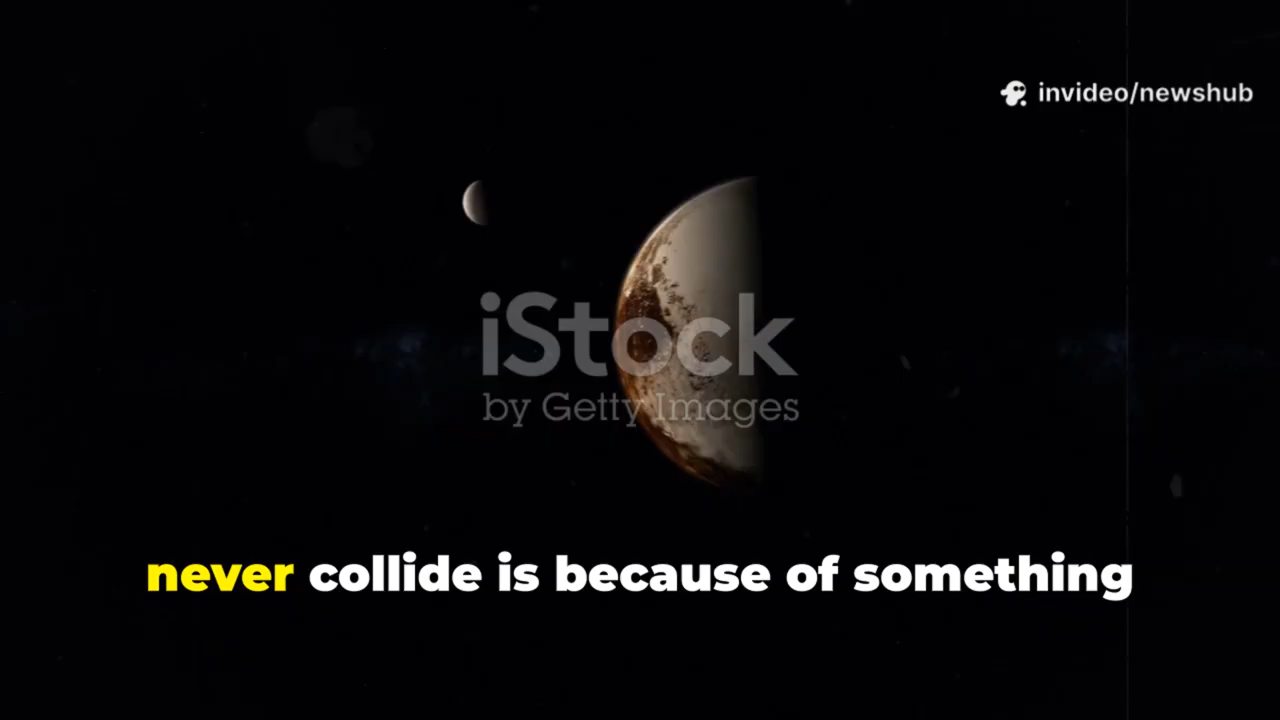 invideo/newshub
iStock
by Getty Images
never collide is because of something